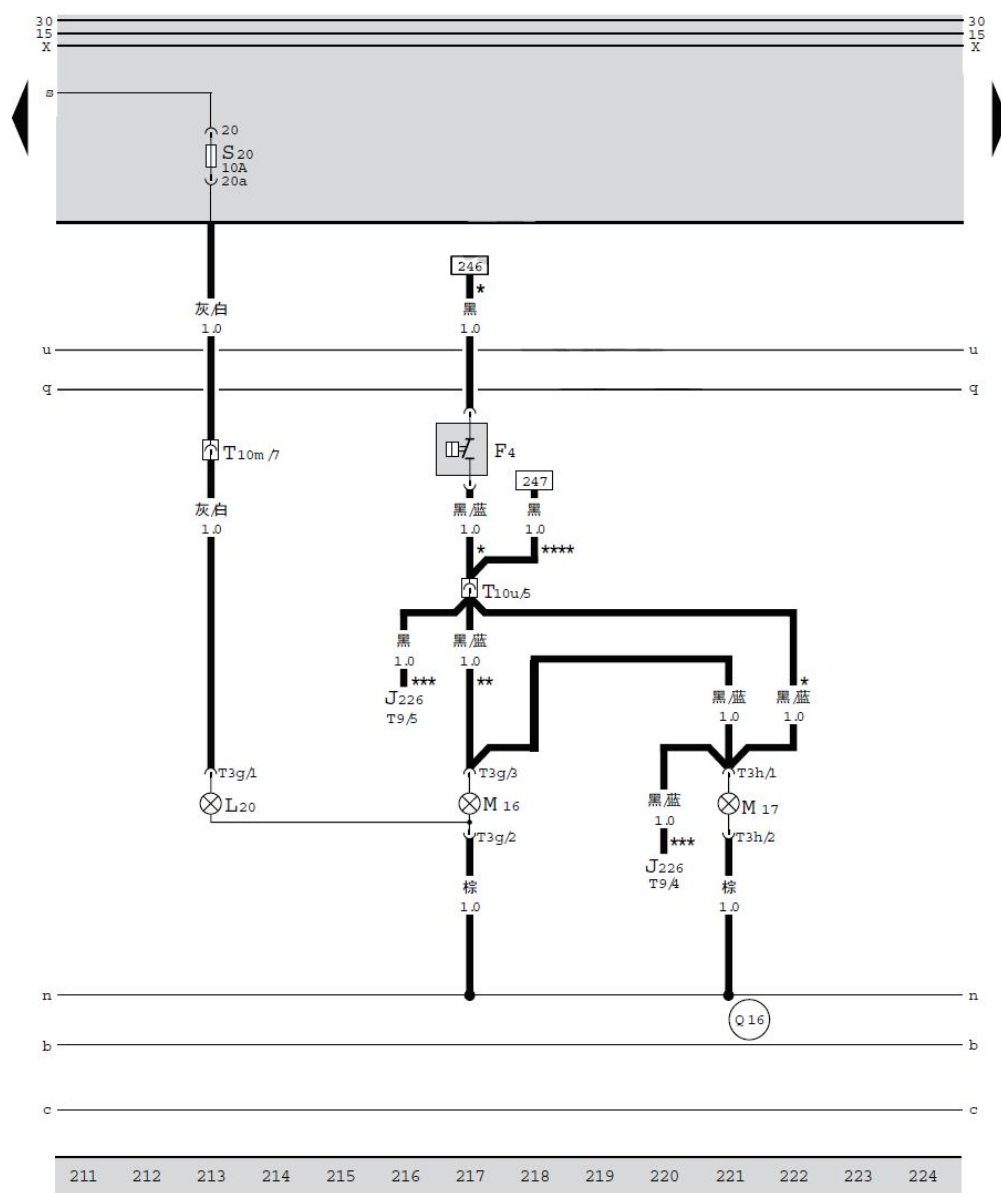 30 30
15 15
X X
s
20
S20
10A
20a
246
*
灰/白
1.0
黑
1.0
u u
q q
T10m/7
F4
247
灰/白
1.0
黑/蓝
1.0
*
黑
1.0
****
T10u/5
黑
1.0
***
J226
T9/5
黑/蓝
1.0
**
黑/蓝
1.0
*
黑/蓝
1.0
T3g/1
T3g/3
T3h/1
L20
M16
黑/蓝
1.0
***
M17
T3g/2
T3h/2
J226
T9/4
棕
1.0
棕
1.0
n n
Q16
b b
c c
211 212 213 214 215 216 217 218 219 220 221 222 223 224